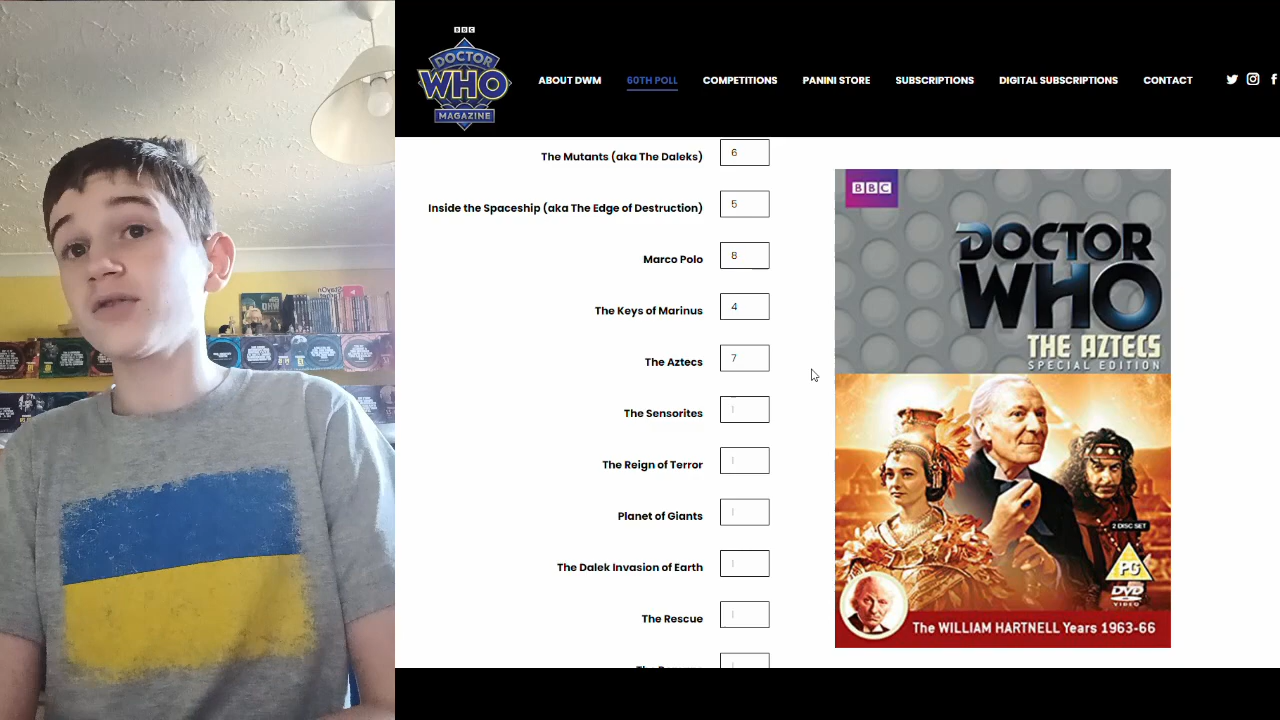 BBC
DOCTOR
WHO
MAGAZINE
ABOUT DWM
60TH POLL
COMPETITIONS
PANINI STORE
SUBSCRIPTIONS
DIGITAL SUBSCRIPTIONS
CONTACT
The Mutants (aka The Daleks) 6
Inside the Spaceship (aka The Edge of Destruction) 5
Marco Polo 8
The Keys of Marinus 4
The Aztecs 7
The Sensorites
The Reign of Terror
Planet of Giants
The Dalek Invasion of Earth
The Rescue
BBC
DOCTOR
WHO
THE AZTECS
SPECIAL EDITION
2 DISC SET
PG
DVD
VIDEO
The WILLIAM HARTNELL Years 1963-66